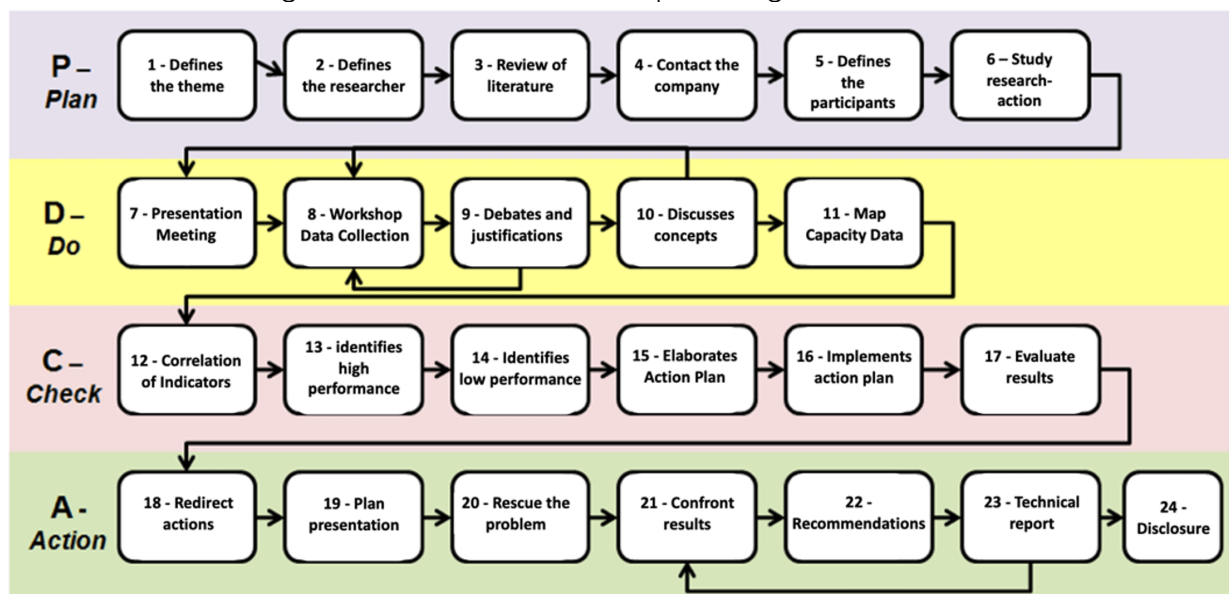 P –
Plan
1 - Defines
the theme
2 - Defines
the researcher
3 - Review of
literature
4 - Contact the
company
5 - Defines
the
participants
6 – Study
research-
action
D –
Do
7 - Presentation
Meeting
8 - Workshop
Data Collection
9 - Debates and
justifications
10 - Discusses
concepts
11 - Map
Capacity Data
C –
Check
12 - Correlation
of Indicators
13 - identifies
high
performance
14 - Identifies
low performance
15 - Elaborates
Action Plan
16 - Implements
action plan
17 - Evaluate
results
A -
Action
18 - Redirect
actions
19 - Plan
presentation
20 - Rescue the
problem
21 - Confront
results
22 -
Recommendations
23 - Technical
report
24 -
Disclosure